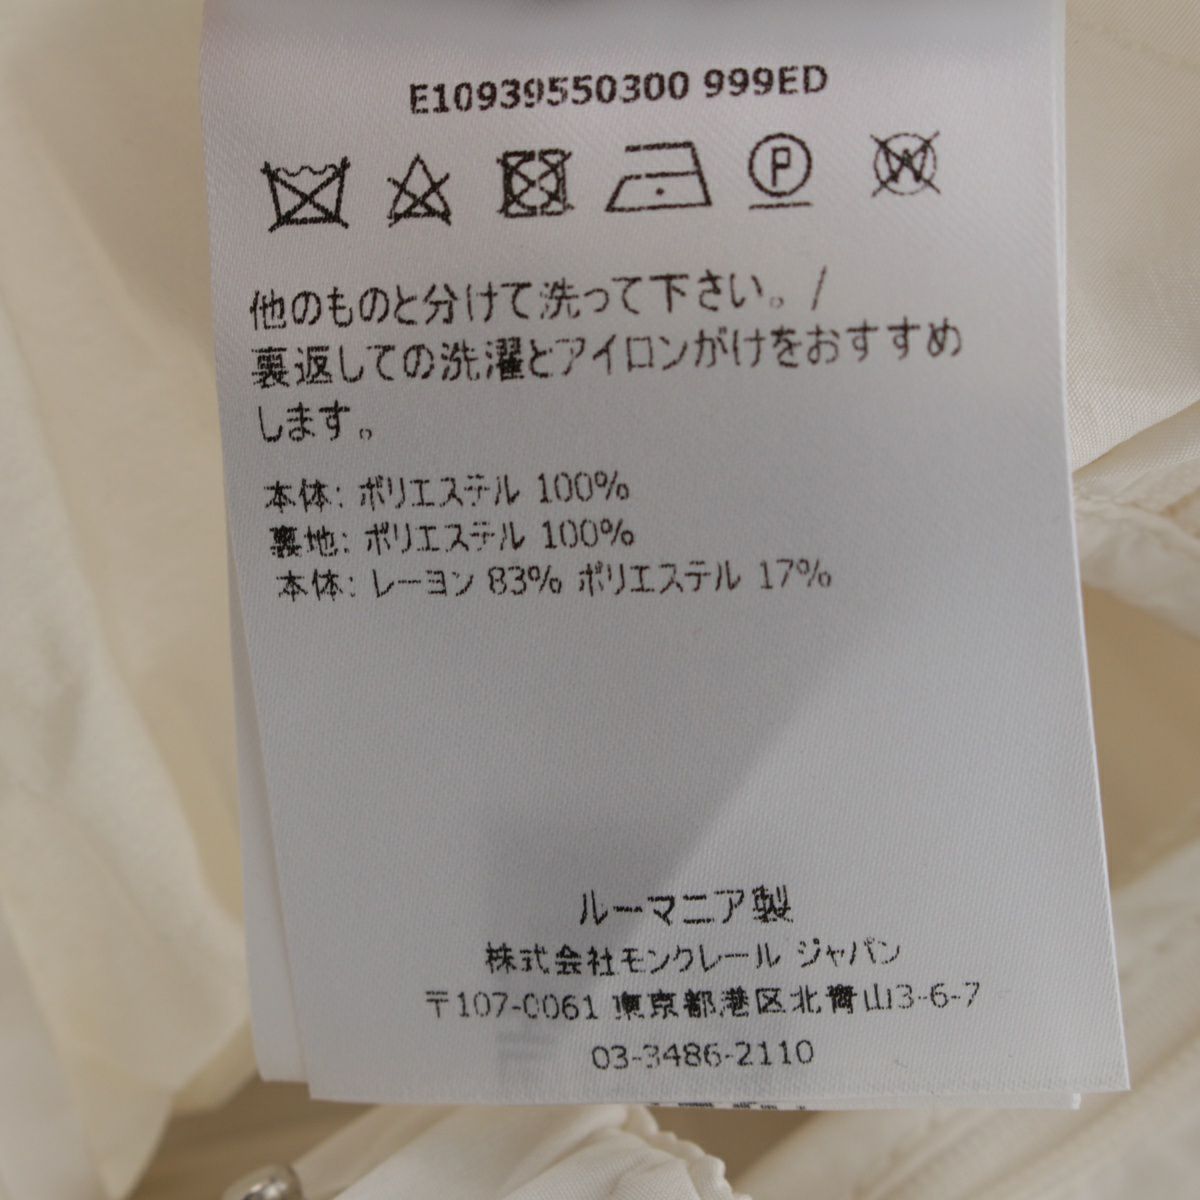 E10939550300 999ED
他のものと分けて洗って下さい。/
裏返しての洗濯とアイロンがけをおすすめ
します。
本体: ポリエステル 100%
裏地: ポリエステル 100%
本体: レーヨン 83% ポリエステル 17%
ルーマニア製
株式会社モンクレール ジャパン
〒107-0061 東京都港区北青山3-6-7
03-3486-2110